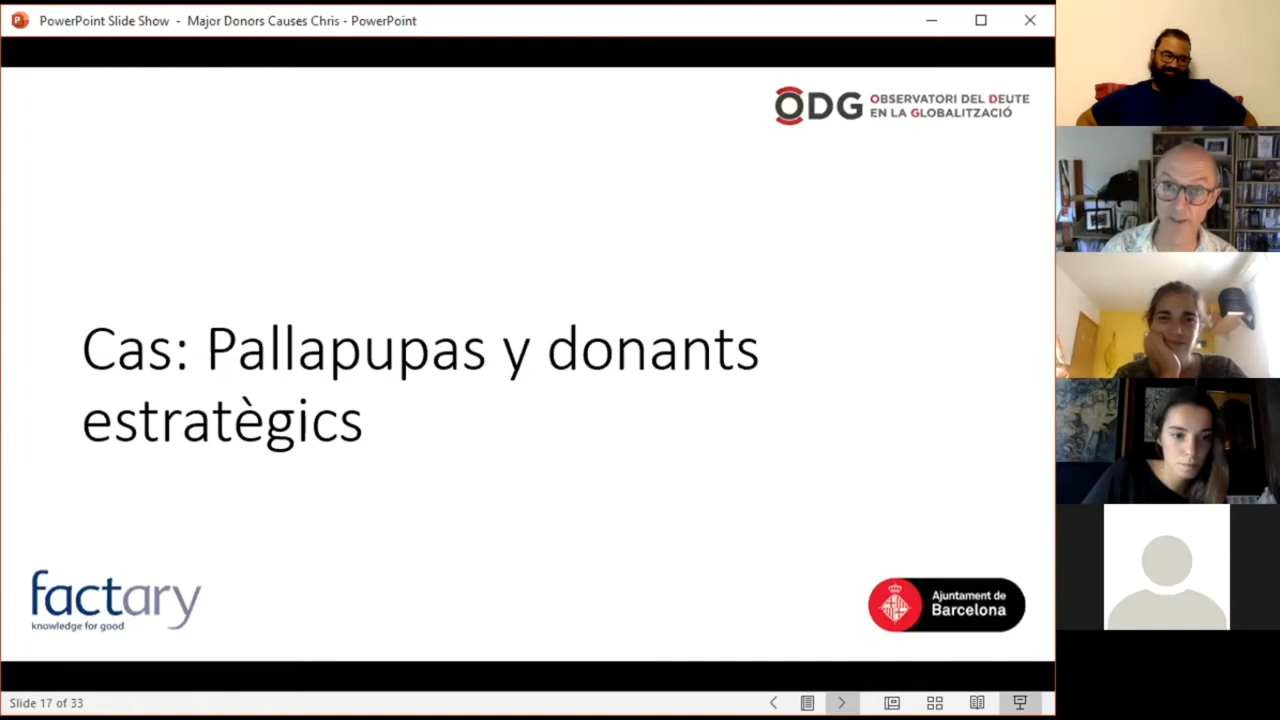 PowerPoint Slide Show - Major Donors Causes Chris - PowerPoint
ODG OBSERVATORI DEL DEUTE
EN LA GLOBALITZACIÓ
Cas: Pallapupas y donants
estratègics
factary
knowledge for good
Ajuntament de
Barcelona
Slide 17 of 33